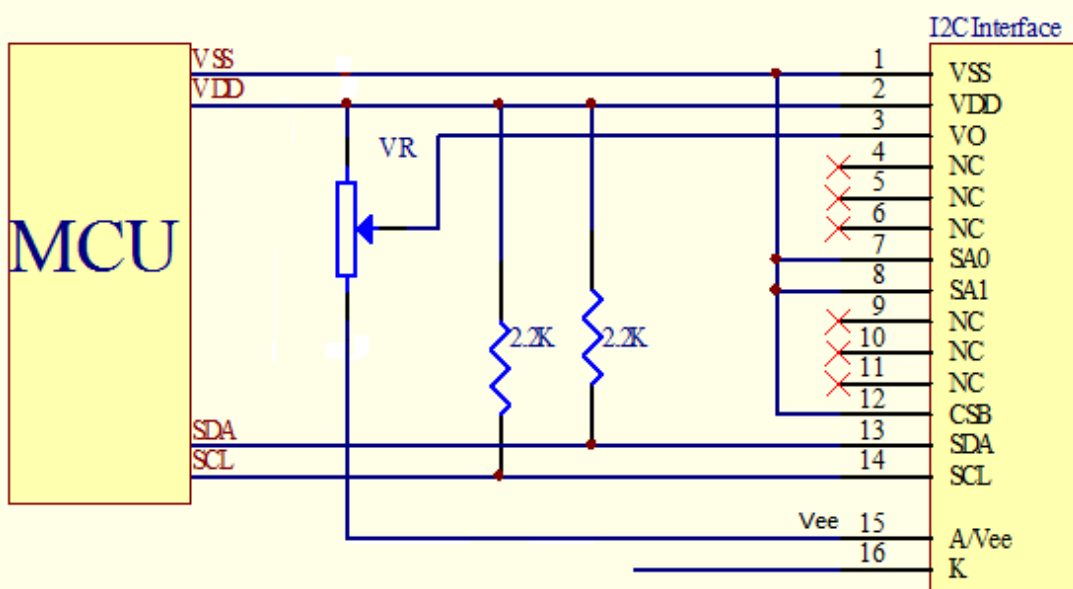 I2C Interface
VSS 1 VSS
VDD 2 VDD
3 VO
VR
4 NC
5 NC
6 NC
MCU
7 SA0
8 SA1
9 NC
2.2K 2.2K 10 NC
11 NC
12 CSB
SDA 13 SDA
SCL 14 SCL
Vee 15 A/Vee
16 K